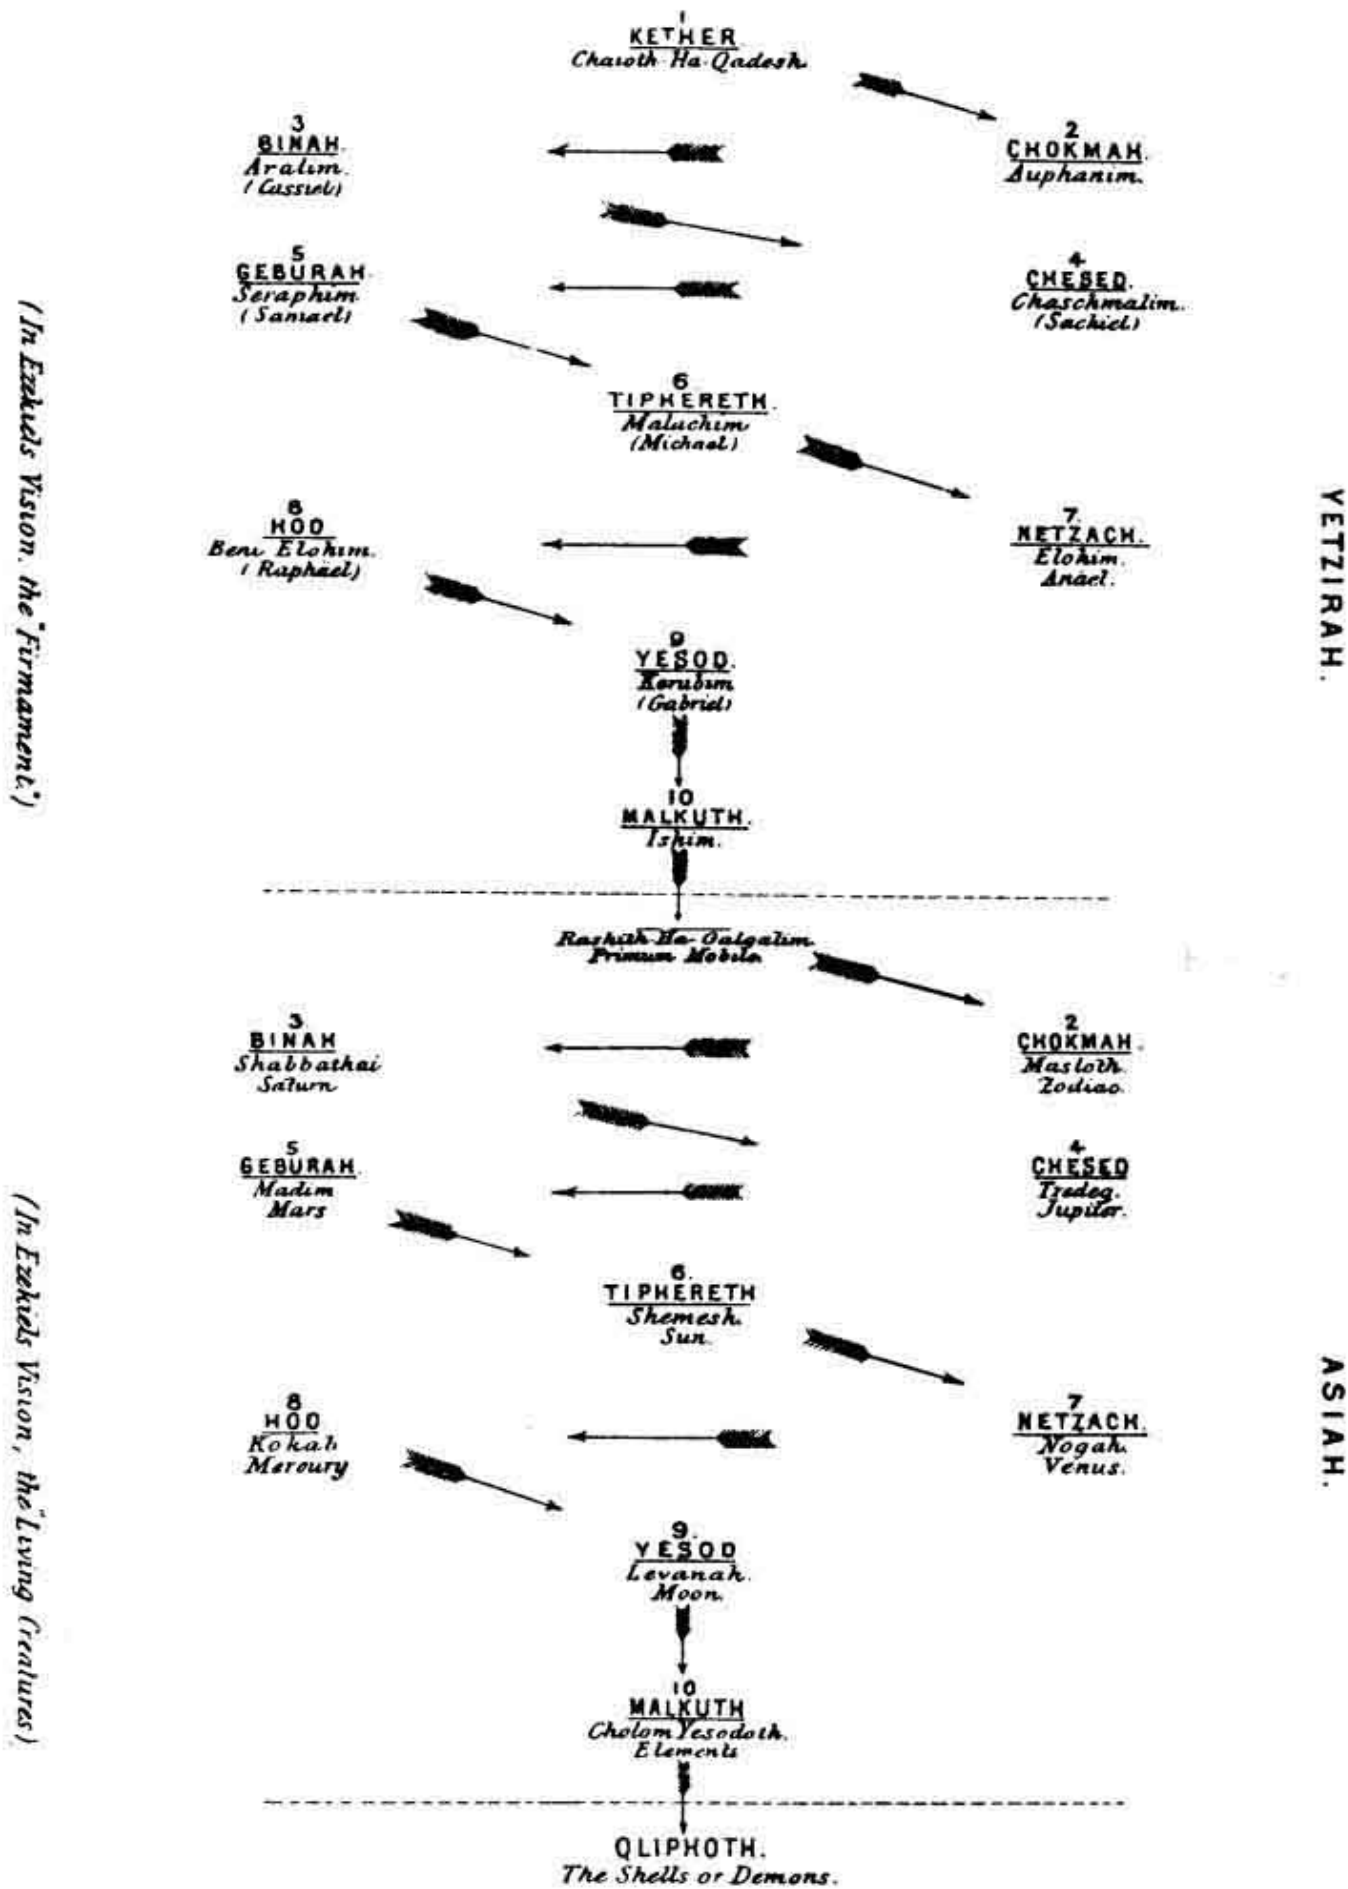 1
KETHER
Chaioth Ha Qadesh.
3
BINAH.
Aralim.
(Cassiel)
2
CHOKMAH.
Auphanim.
5
GEBURAH.
Seraphim
(Samael)
4
CHESED.
Chaschmalim.
(Sachiel)
6
TIPHERETH.
Malachim
(Michael)
8
HOD
Beni Elohim.
(Raphael)
7.
NETZACH.
Elohim.
Anael.
9
YESOD.
Kerubim
(Gabriel)
10
MALKUTH.
Ishim.
(In Ezekiels Vision. the "Firmament.")
YETZIRAH.
Rashith Ha Galgalim.
Primum Mobile.
3.
BINAH
Shabbathai
Saturn
2
CHOKMAH.
Masloth.
Zodiac.
5
GEBURAH.
Madim
Mars
4
CHESED
Tzedeq.
Jupiter.
6.
TIPHERETH
Shemesh.
Sun.
8
HOD
Kokab
Mercury
7
NETZACH.
Nogah.
Venus.
9.
YESOD
Levanah.
Moon.
10
MALKUTH
Cholom Yesodoth.
Elements
(In Ezekiels Vision, the "Living Creatures)
ASIAH.
QLIPHOTH.
The Shells or Demons.